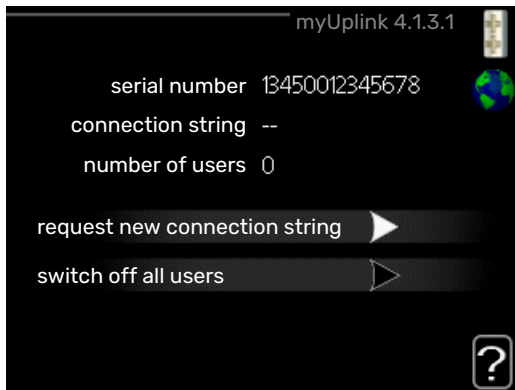 myUplink 4.1.3.1
serial number 13450012345678
connection string --
number of users 0
request new connection string
switch off all users
?